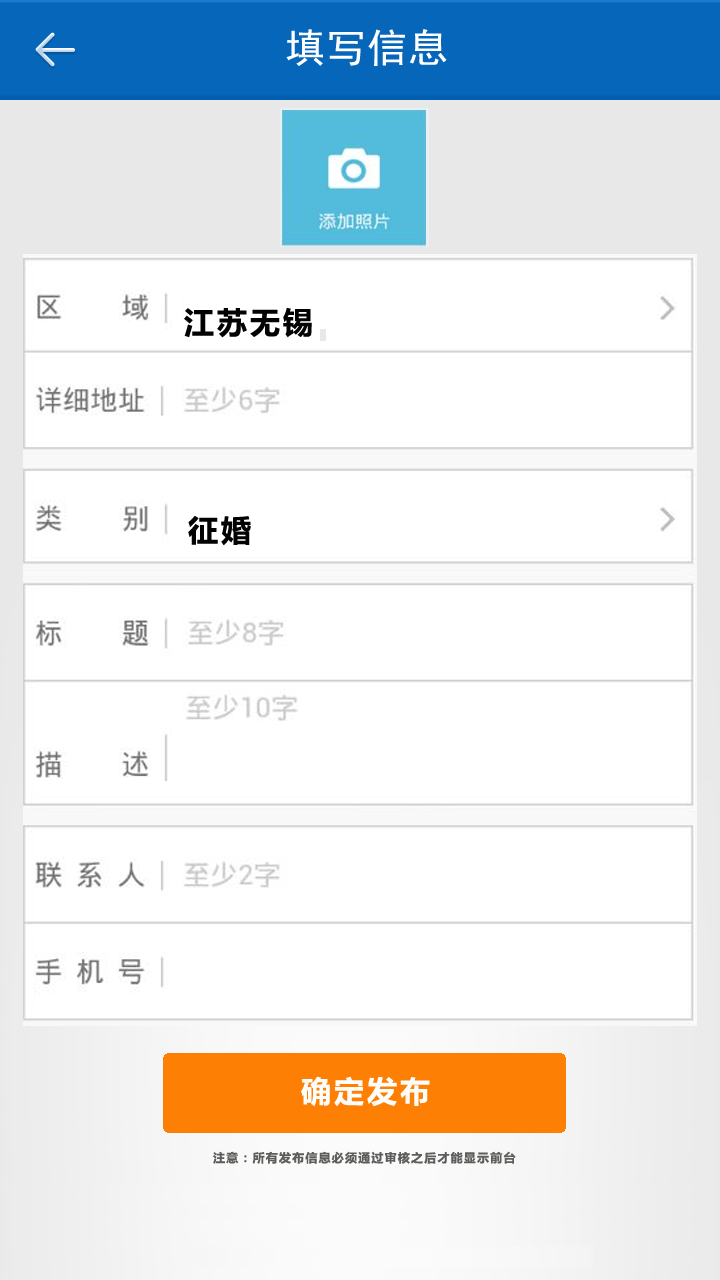 填写信息
添加照片
区 域 江苏无锡
详细地址 至少6字
类 别 征婚
标 题 至少8字
至少10字
描 述
联系人 至少2字
手机号
确定发布
注意：所有发布信息必须通过审核之后才能显示前台